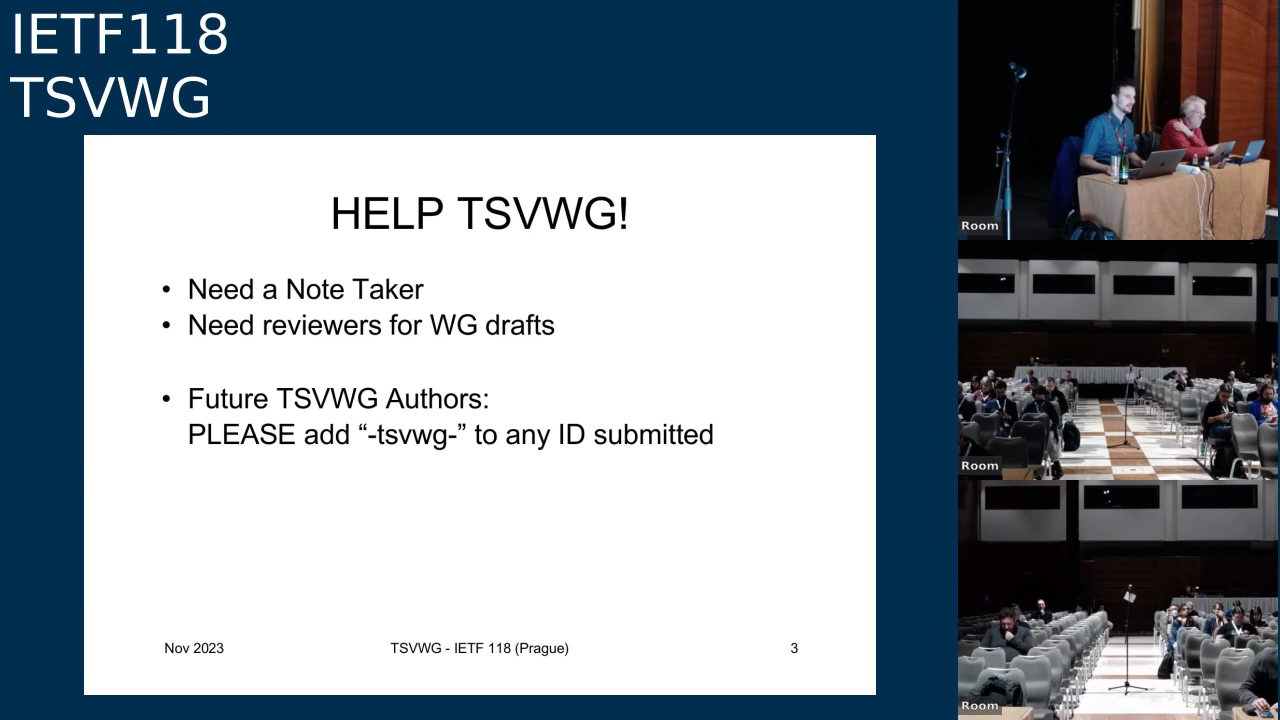 IETF118
TSVWG
HELP TSVWG!
• Need a Note Taker
• Need reviewers for WG drafts
• Future TSVWG Authors:
PLEASE add “-tsvwg-” to any ID submitted
Nov 2023
TSVWG - IETF 118 (Prague)
3
Room
Room
Room